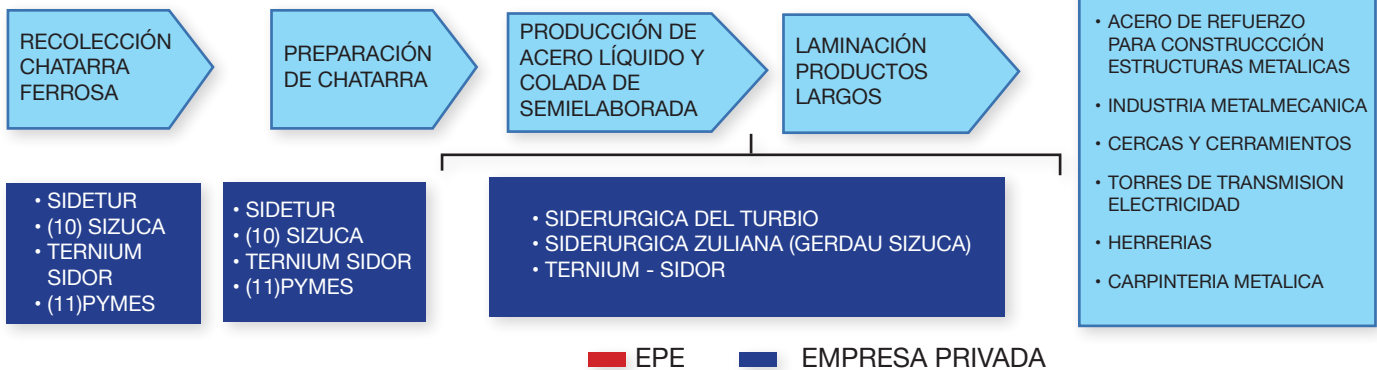 RECOLECCIÓN
CHATARRA
FERROSA
PREPARACIÓN
DE CHATARRA
PRODUCCIÓN DE
ACERO LÍQUIDO Y
COLADA DE
SEMIELABORADA
LAMINACIÓN
PRODUCTOS
LARGOS
• ACERO DE REFUERZO
PARA CONSTRUCCCIÓN
ESTRUCTURAS METALICAS
• INDUSTRIA METALMECANICA
• CERCAS Y CERRAMIENTOS
• TORRES DE TRANSMISION
ELECTRICIDAD
• HERRERIAS
• CARPINTERIA METALICA
• SIDETUR
• (10) SIZUCA
• TERNIUM
SIDOR
• (11)PYMES
• SIDETUR
• (10) SIZUCA
• TERNIUM SIDOR
• (11)PYMES
• SIDERURGICA DEL TURBIO
• SIDERURGICA ZULIANA (GERDAU SIZUCA)
• TERNIUM - SIDOR
EPE
EMPRESA PRIVADA